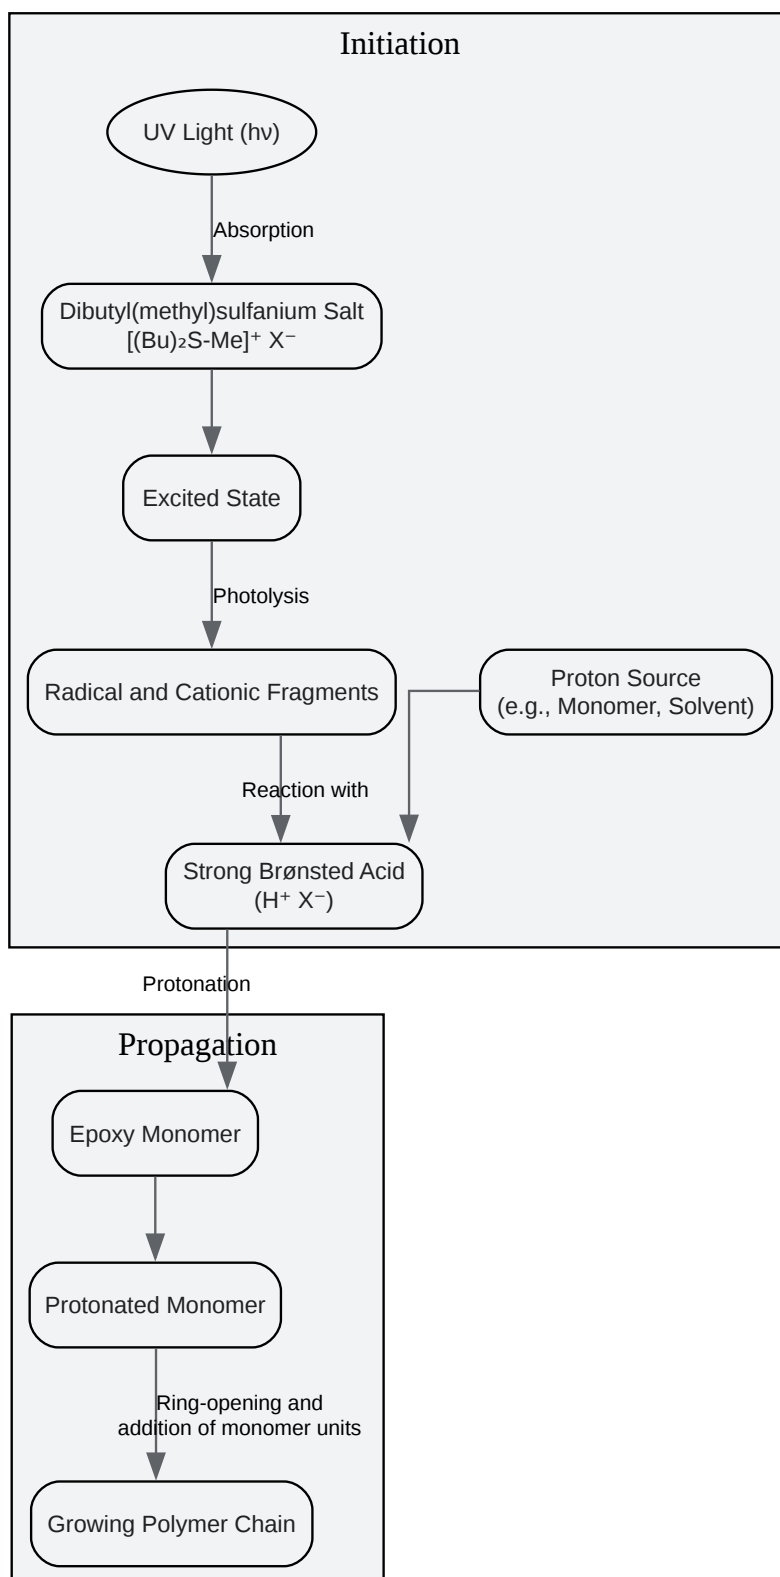 Initiation
UV Light (hν)
Absorption
Dibutyl(methyl)sulfanium Salt
[(Bu)₂S-Me]⁺ X⁻
Excited State
Photolysis
Radical and Cationic Fragments
Proton Source
(e.g., Monomer, Solvent)
Reaction with
Strong Brønsted Acid
(H⁺ X⁻)
Protonation
Propagation
Epoxy Monomer
Protonated Monomer
Ring-opening and
addition of monomer units
Growing Polymer Chain